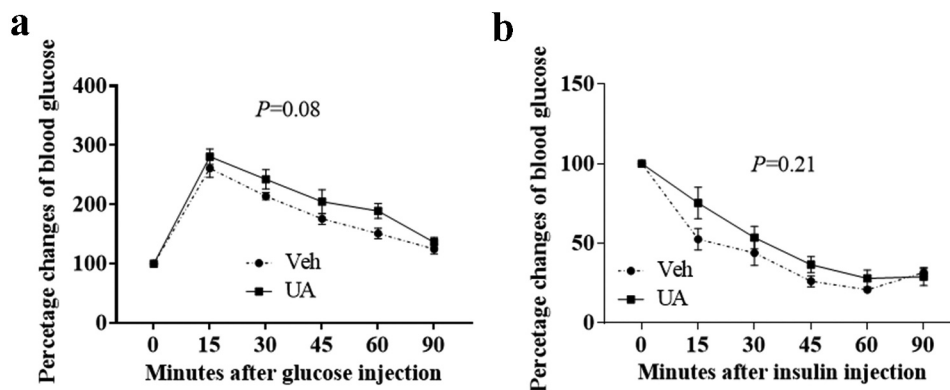 a
Percetage changes of blood glucose
400
300
200
100
0
P=0.08
Veh
UA
0 15 30 45 60 90
Minutes after glucose injection
b
Percetage changes of blood glucose
150
100
50
0
P=0.21
Veh
UA
0 15 30 45 60 90
Minutes after insulin injection